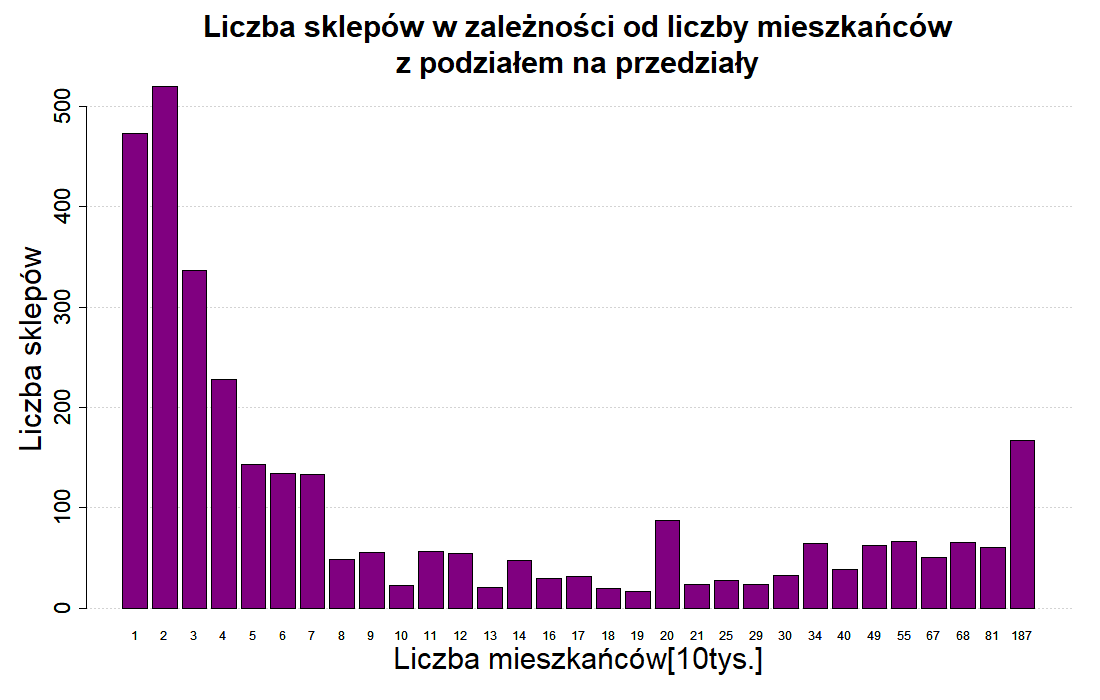 Liczba sklepów w zależności od liczby mieszkańców
z podziałem na przedziały
Liczba sklepów
500
400
300
200
100
0
1 2 3 4 5 6 7 8 9 10 11 12 13 14 16 17 18 19 20 21 25 29 30 34 40 49 55 67 68 81 187
Liczba mieszkańców[10tys.]